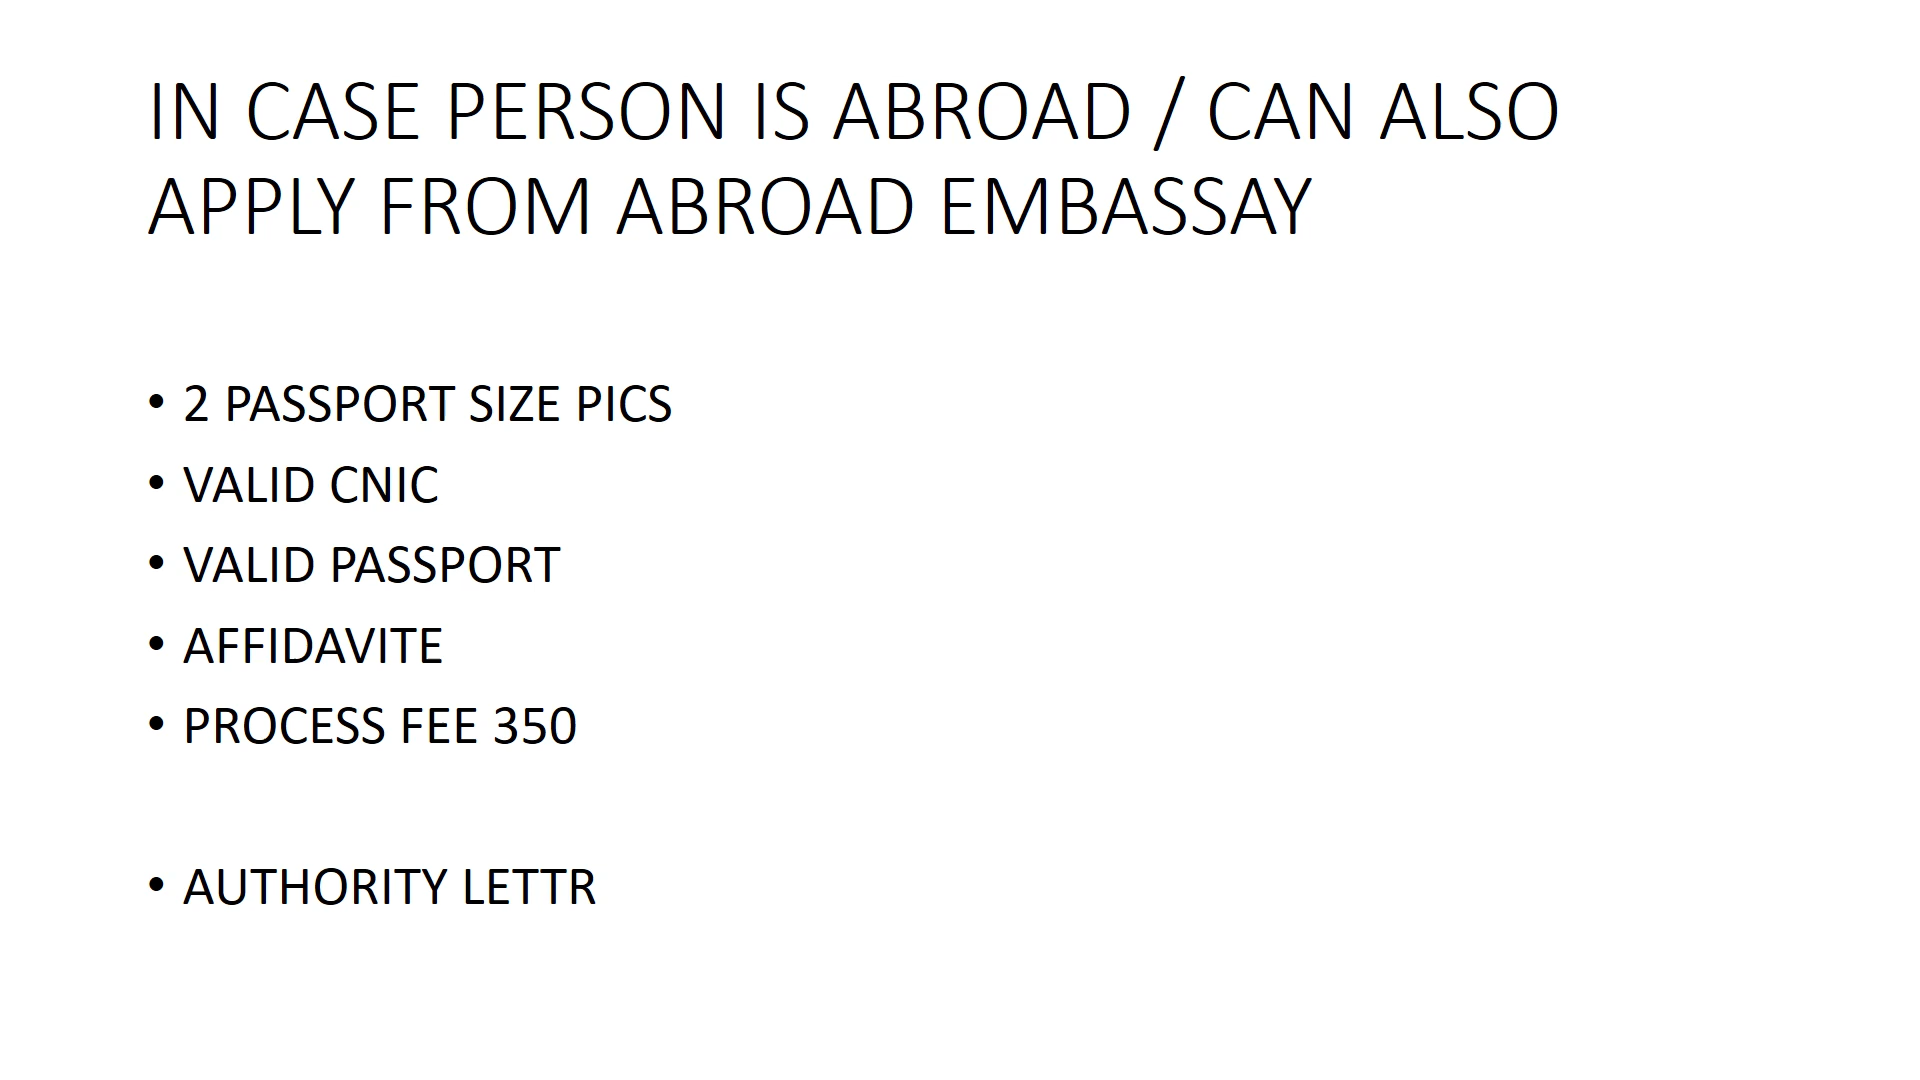 IN CASE PERSON IS ABROAD / CAN ALSO
APPLY FROM ABROAD EMBASSAY
• 2 PASSPORT SIZE PICS
• VALID CNIC
• VALID PASSPORT
• AFFIDAVITE
• PROCESS FEE 350
• AUTHORITY LETTR